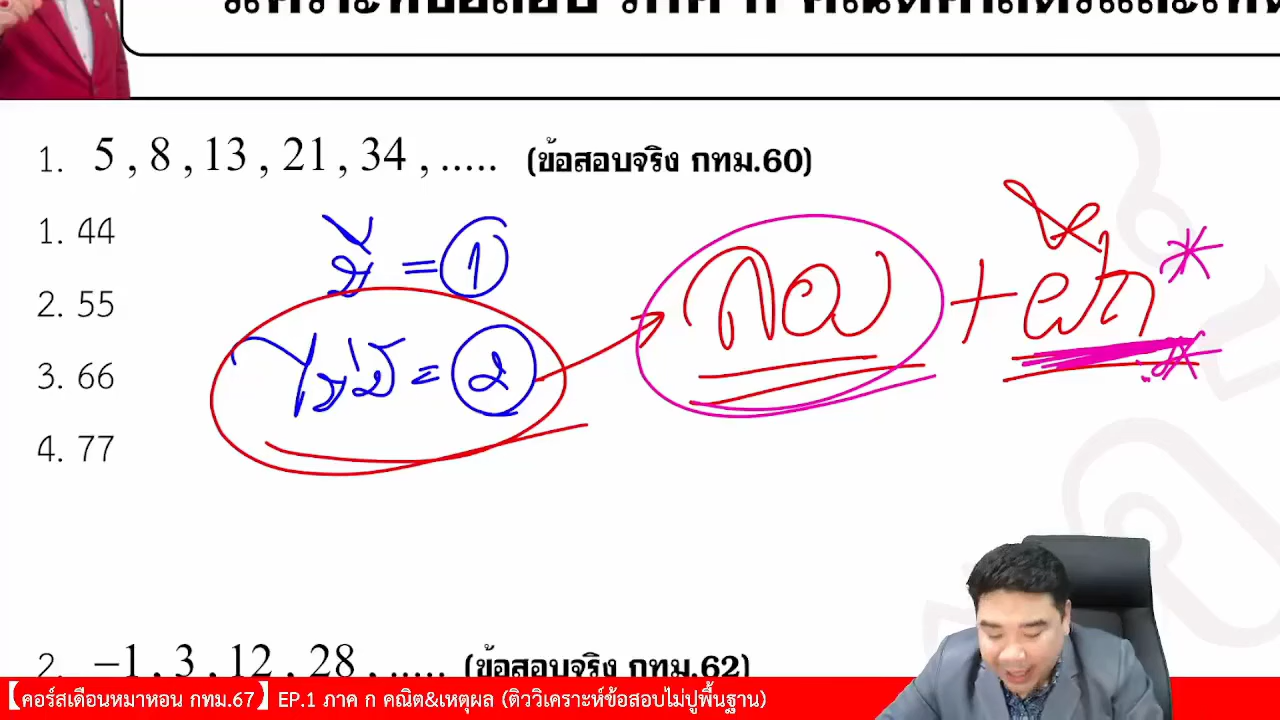 1. 5 , 8 , 13 , 21 , 34 , ..... (ข้อสอบจริง กทม.60)
1. 44
2. 55
3. 66
4. 77
มี = 1
ไม่มี = 2
ลอง + ผิด
2. −1 , 3 , 12 , 28 , ..... (ข้อสอบจริง กทม.62)
【คอร์สเดือนหมาหอน กทม.67】 EP.1 ภาค ก คณิต&เหตุผล (ติววิเคราะห์ข้อสอบไม่ปูพื้นฐาน)